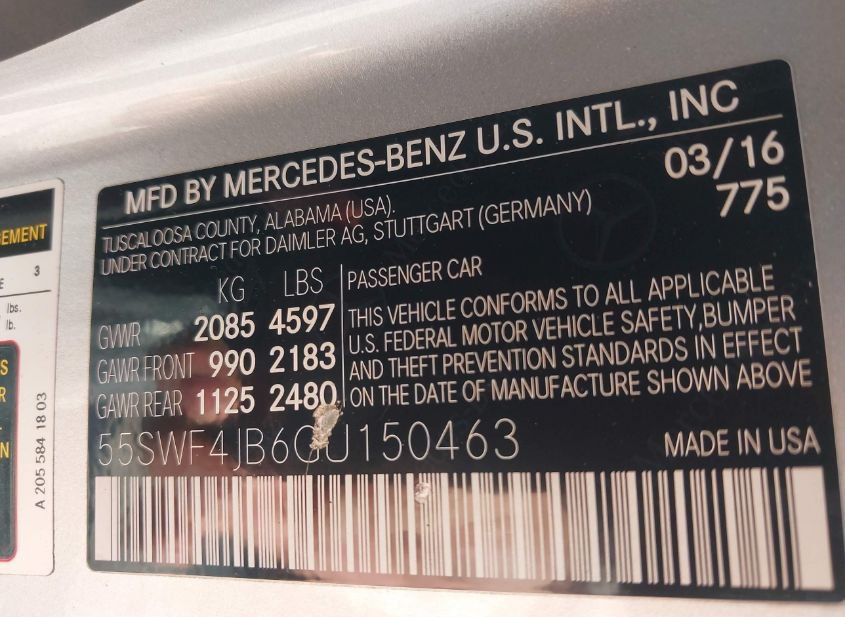 MFD BY MERCEDES-BENZ U.S. INTL., INC
TUSCALOOSA COUNTY, ALABAMA (USA).
UNDER CONTRACT FOR DAIMLER AG, STUTTGART (GERMANY)
03/16
775
KG LBS
GVWR 2085 4597
GAWR FRONT 990 2183
GAWR REAR 1125 2480
PASSENGER CAR
THIS VEHICLE CONFORMS TO ALL APPLICABLE
U.S. FEDERAL MOTOR VEHICLE SAFETY,BUMPER
AND THEFT PREVENTION STANDARDS IN EFFECT
ON THE DATE OF MANUFACTURE SHOWN ABOVE
55SWF4JB6GU150463
MADE IN USA
EMENT
E 3
lbs.
lb.
S
R
N
A 205 584 18 03